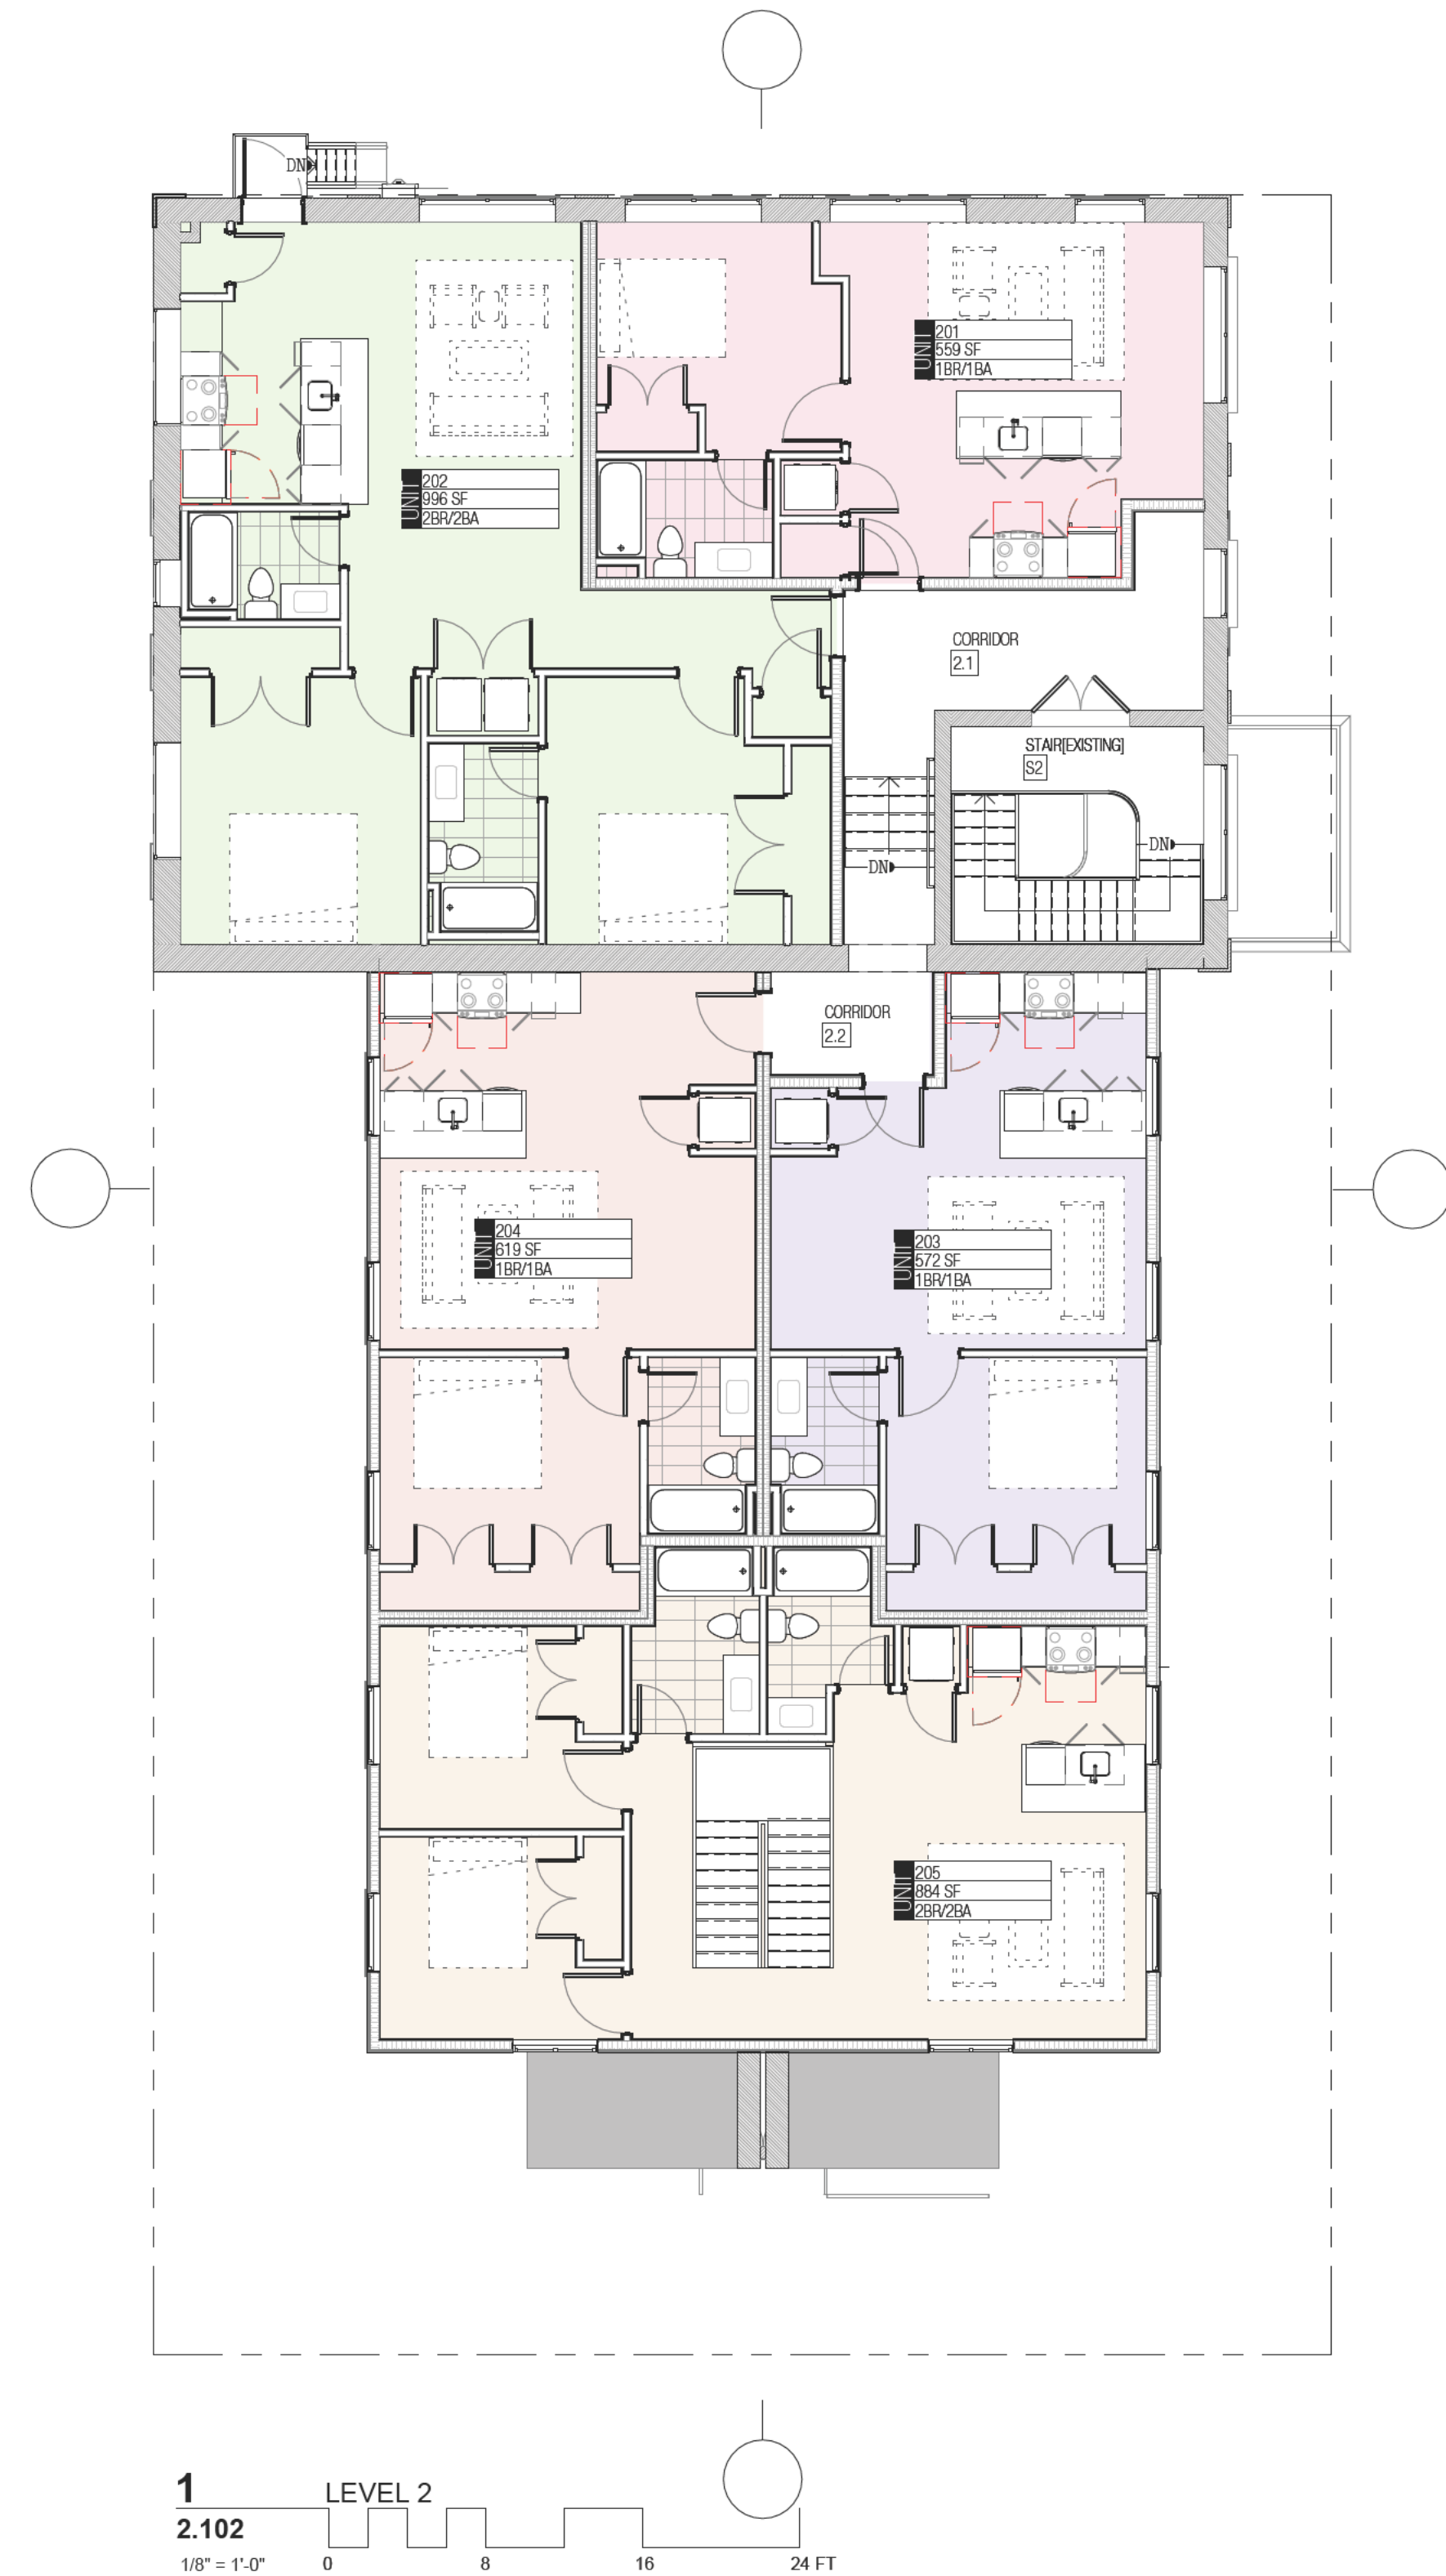 DN
UNIT
201
559 SF
1BR/1BA
UNIT
202
996 SF
2BR/2BA
CORRIDOR
2.1
STAIR[EXISTING]
S2
DN
DN
CORRIDOR
2.2
UNIT
204
619 SF
1BR/1BA
UNIT
203
572 SF
1BR/1BA
UNIT
205
884 SF
2BR/2BA
1 LEVEL 2
2.102
1/8" = 1'-0" 0 8 16 24 FT